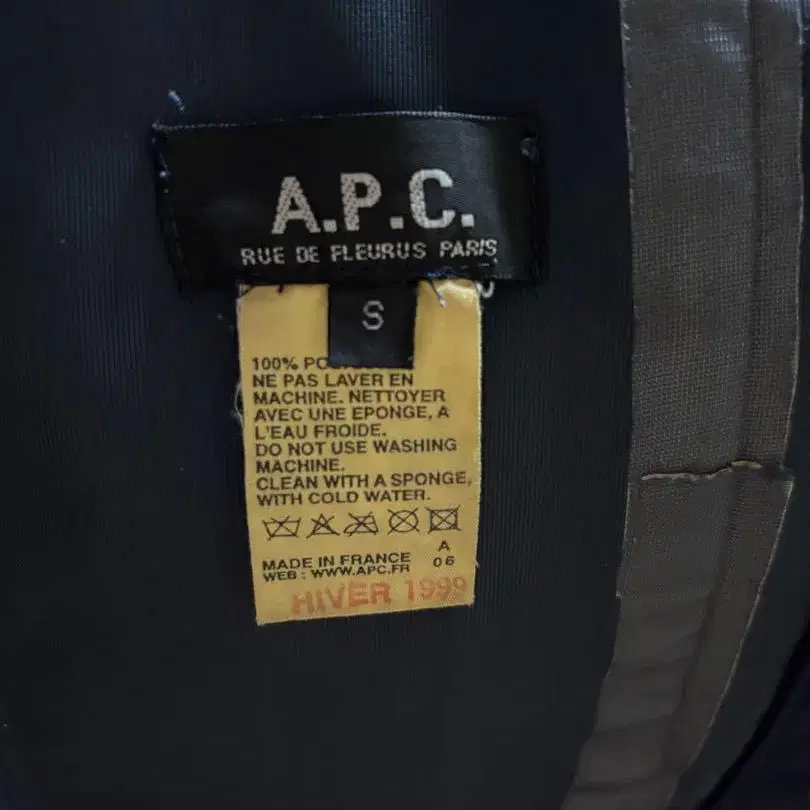 A.P.C.
RUE DE FLEURUS PARIS
S
100%
NE PAS LAVER EN
MACHINE. NETTOYER
AVEC UNE EPONGE, A
L'EAU FROIDE.
DO NOT USE WASHING
MACHINE.
CLEAN WITH A SPONGE,
WITH COLD WATER.
A
MADE IN FRANCE 06
WEB : WWW.APC.FR
HIVER 1999